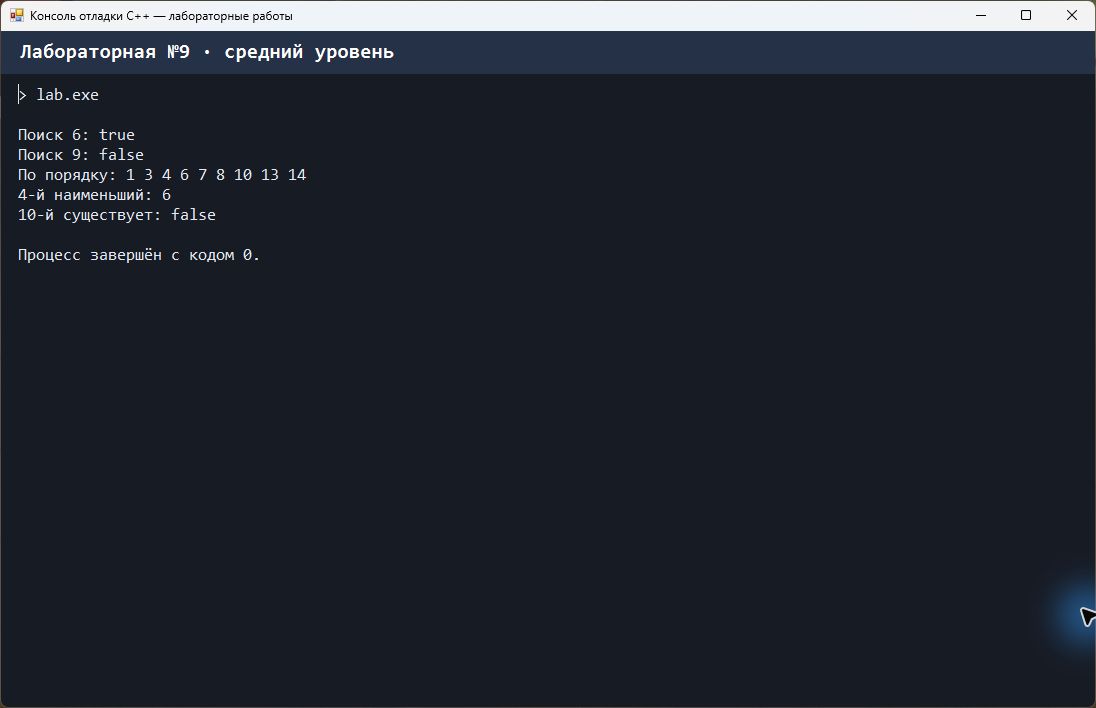 Консоль отладки C++ — лабораторные работы
Лабораторная №9 • средний уровень
> lab.exe
Поиск 6: true
Поиск 9: false
По порядку: 1 3 4 6 7 8 10 13 14
4-й наименьший: 6
10-й существует: false
Процесс завершён с кодом 0.